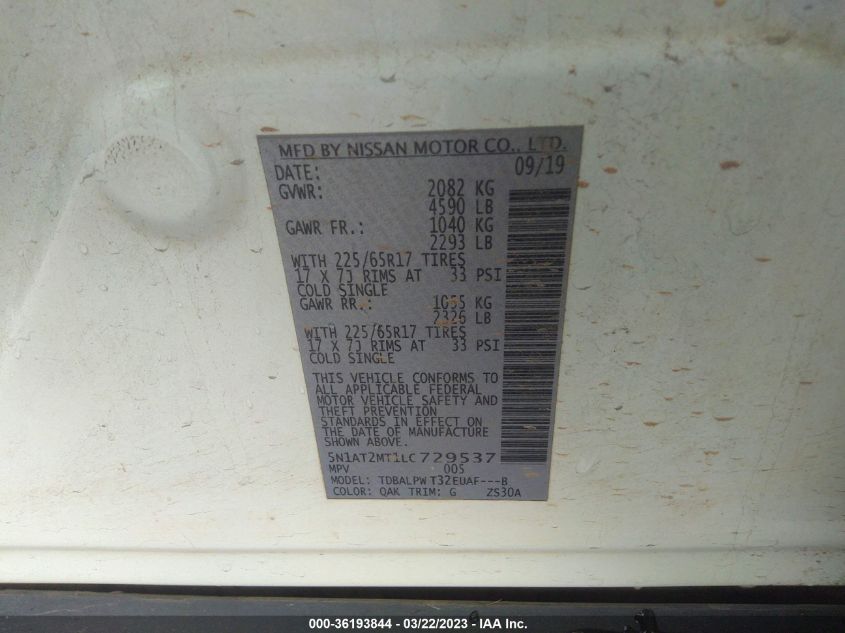 MFD BY NISSAN MOTOR CO., LTD.
DATE: 09/19
GVWR: 2082 KG
4590 LB
GAWR FR.: 1040 KG
2293 LB
WITH 225/65R17 TIRES
17 X 7J RIMS AT 33 PSI
COLD SINGLE
GAWR RR.: 1055 KG
2326 LB
WITH 225/65R17 TIRES
17 X 7J RIMS AT 33 PSI
COLD SINGLE
THIS VEHICLE CONFORMS TO
ALL APPLICABLE FEDERAL
MOTOR VEHICLE SAFETY AND
THEFT PREVENTION
STANDARDS IN EFFECT ON
THE DATE OF MANUFACTURE
SHOWN ABOVE.
5N1AT2MT1LC729537
MPV 005
MODEL: TDBALPW T32EUAF---B
COLOR: QAK TRIM: G ZS30A
000-36193844 — 03/22/2023 — IAA Inc.